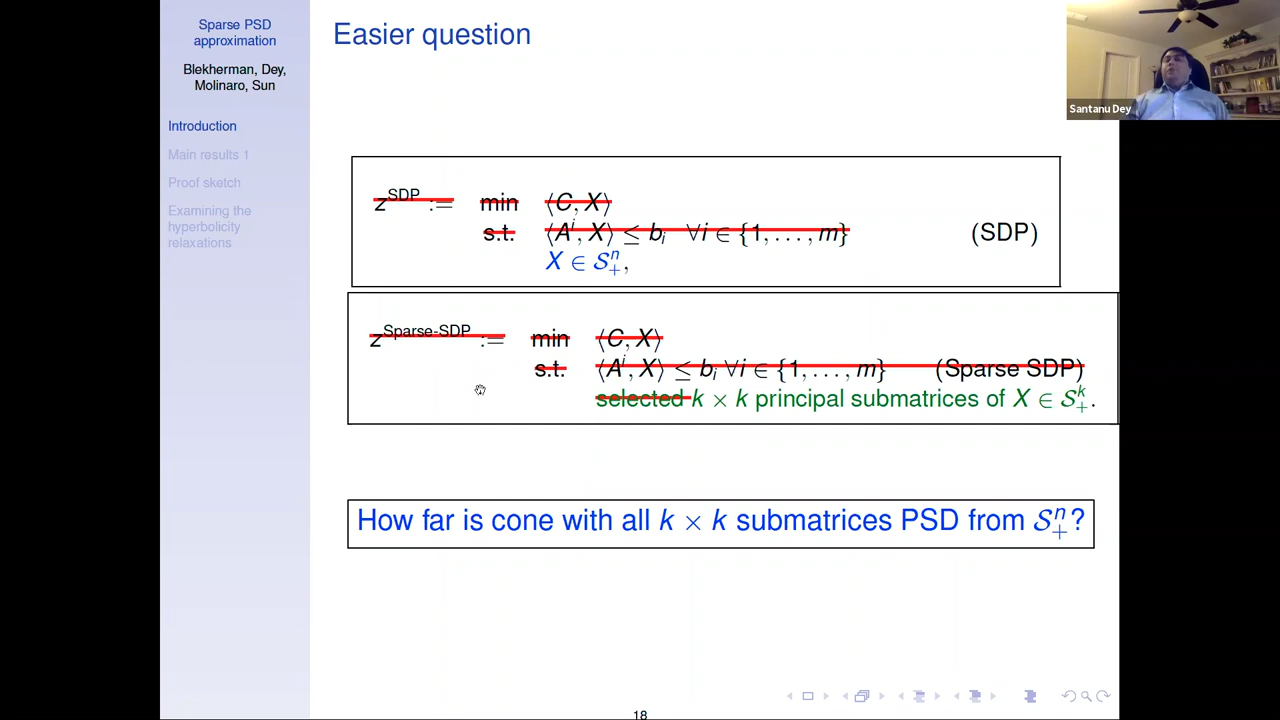 Sparse PSD
approximation
Blekherman, Dey,
Molinaro, Sun
Introduction
Main results 1
Proof sketch
Examining the
hyperbolicity
relaxations
Easier question
Santanu Dey
z^SDP := min ⟨C, X⟩
s.t. ⟨A^i, X⟩ ≤ b_i ∀i ∈ {1, . . . , m} (SDP)
X ∈ 𝒮^n_+,
z^Sparse-SDP := min ⟨C, X⟩
s.t. ⟨A^i, X⟩ ≤ b_i ∀i ∈ {1, . . . , m} (Sparse SDP)
selected k × k principal submatrices of X ∈ 𝒮^k_+.
How far is cone with all k × k submatrices PSD from 𝒮^n_+?
18